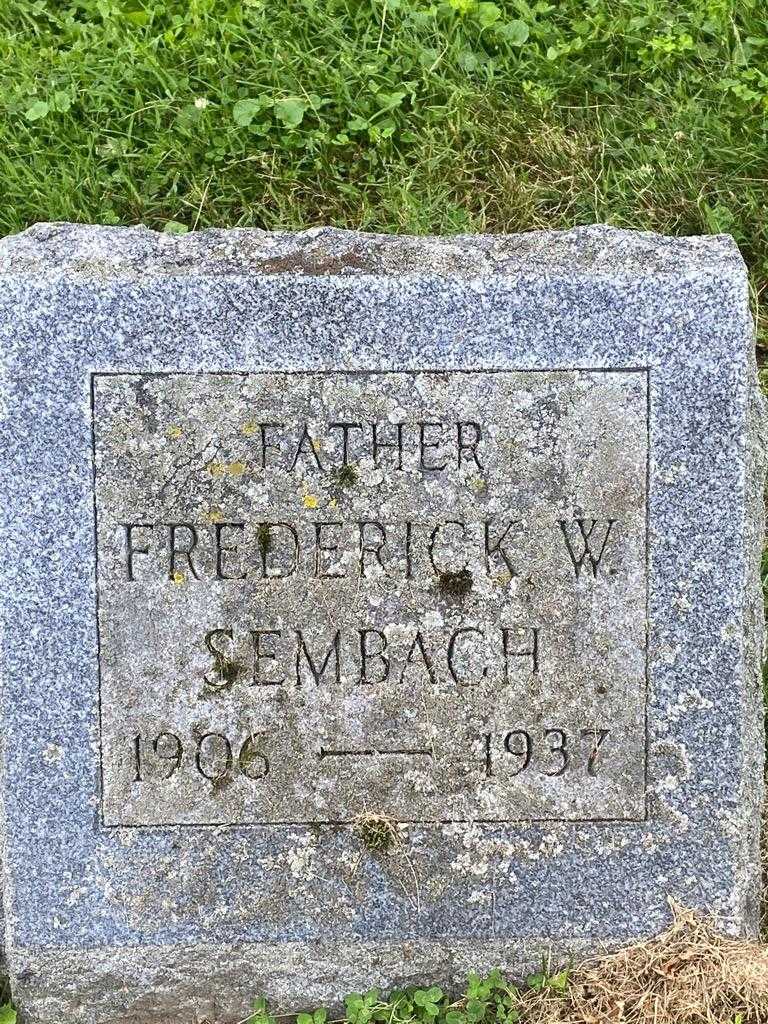 FATHER
FREDERICK W.
SEMBACH
1906 — 1937